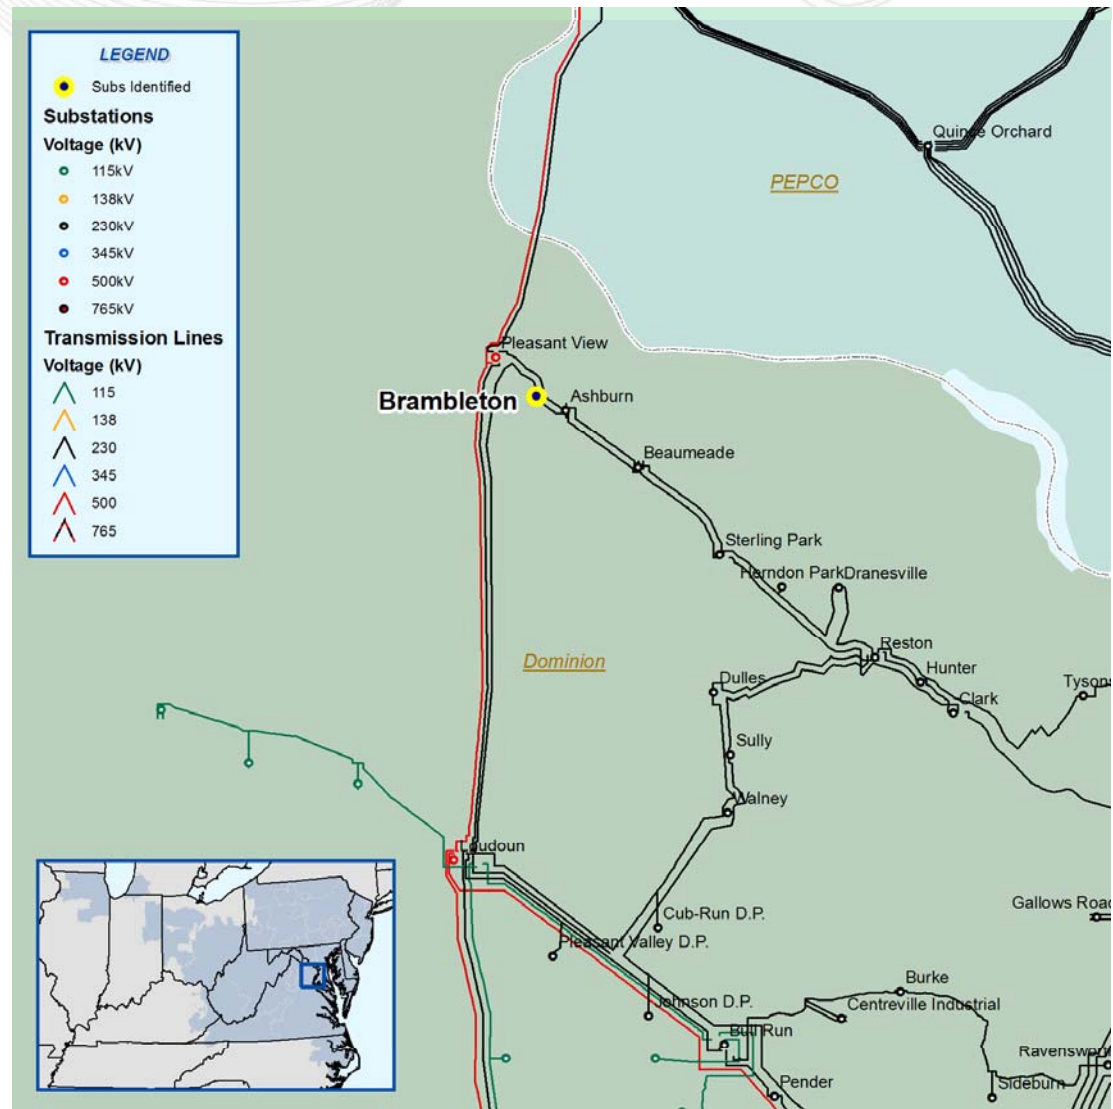 LEGEND
Subs Identified
Substations
Voltage (kV)
115kV
138kV
230kV
345kV
500kV
765kV
Transmission Lines
Voltage (kV)
115
138
230
345
500
765
Quince Orchard
PEPCO
Pleasant View
Brambleton
Ashburn
Beaumeade
Sterling Park
Herndon Park
Dranesville
Reston
Dominion
Hunter
Dulles
Clark
Tysons
Sully
Walney
Loudoun
Gallows Road
Cub-Run D.P.
Pleasant Valley D.P.
Burke
Johnson D.P.
Centreville Industrial
Bull Run
Ravenswor
Pender
Sideburn